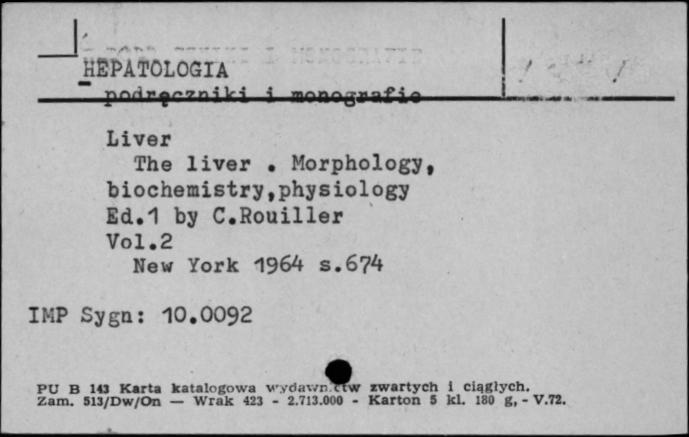 HEPATOLOGIA
podręczniki i monografie
Liver
The liver . Morphology,
biochemistry,physiology
Ed.1 by C.Rouiller
Vol.2
New York 1964 s.674
IMP Sygn: 10.0092
PU B 143 Karta katalogowa wydawnictw zwartych i ciągłych.
Zam. 513/Dw/On — Wrak 423 - 2.713.000 - Karton 5 kl. 180 g, - V.72.